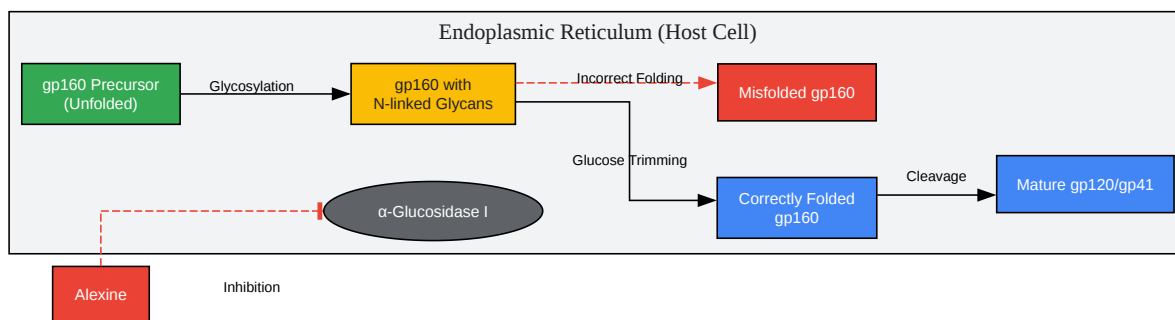 Endoplasmic Reticulum (Host Cell)
gp160 Precursor
(Unfolded)
Glycosylation
gp160 with
N-linked Glycans
Incorrect Folding
Misfolded gp160
Glucose Trimming
Correctly Folded
gp160
Cleavage
Mature gp120/gp41
α-Glucosidase I
Alexine
Inhibition